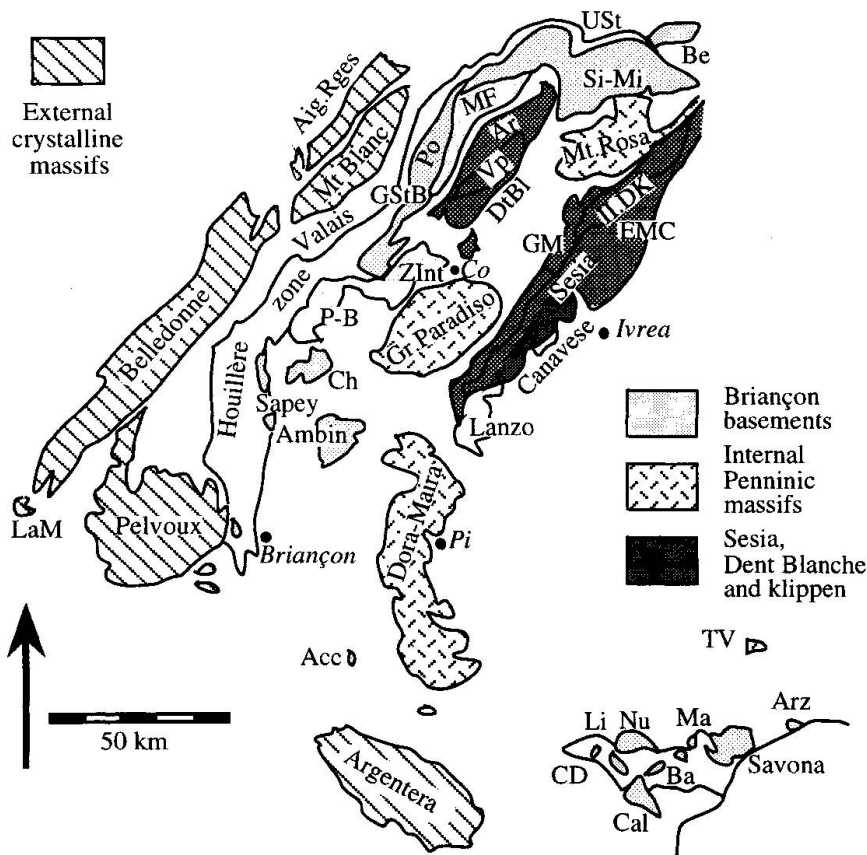 USt
Be
Si-Mi
External
crystalline
massifs
Aig.Rges
MF
Ar
Mt Blanc
Po
Vp
Mt Rosa
GStB
DtBl
II.DK
Valais
GM
EMC
ZInt
Co
Sesia
zone
P-B
Gr Paradiso
Ivrea
Belledonne
Canavese
Ch
Houillère
Sapey
Ambin
Lanzo
Briançon
basements
Internal
Penninic
massifs
LaM
Pelvoux
Briançon
Dora-Maira
Pi
Sesia,
Dent Blanche
and klippen
Acc
TV
50 km
Li
Nu
Ma
Arz
CD
Ba
Savona
Argentera
Cal